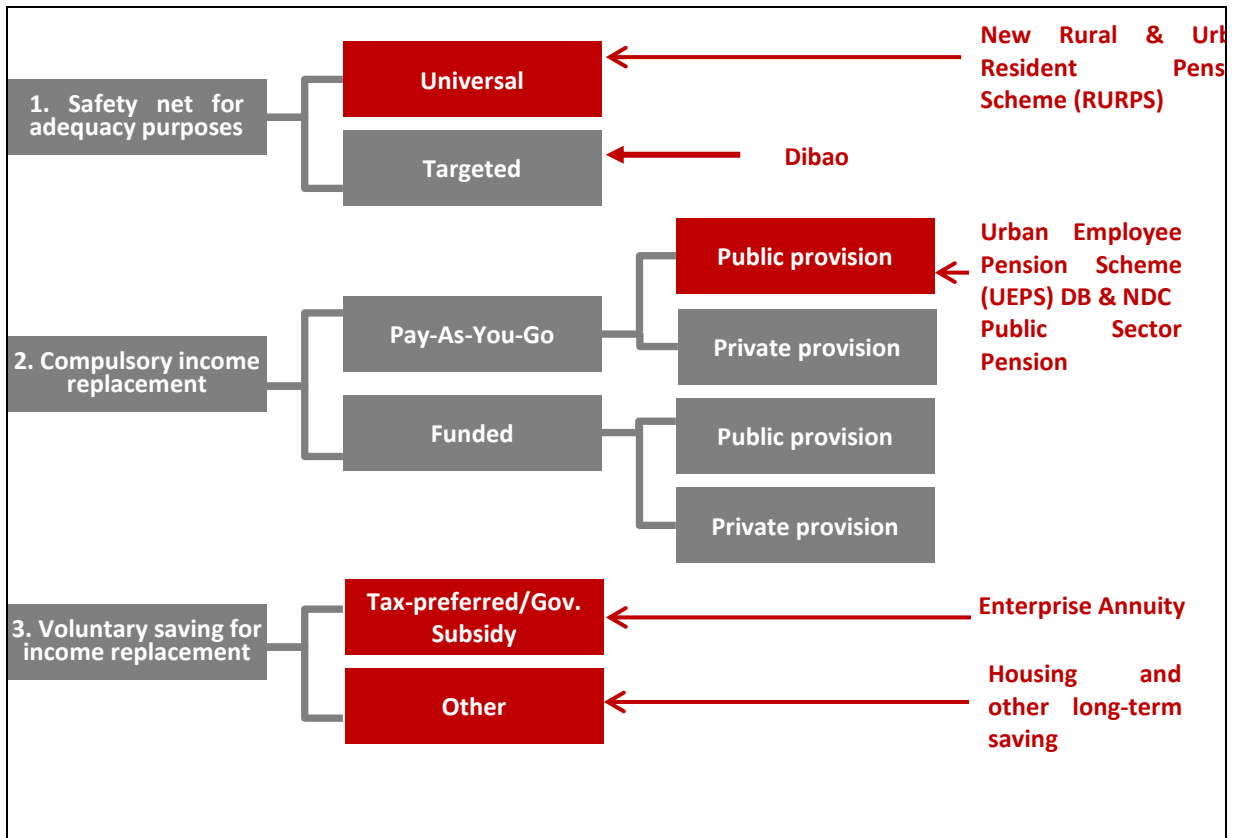 1. Safety net for
adequacy purposes
Universal
New Rural & Urb
Resident Pens
Scheme (RURPS)
Targeted
Dibao
2. Compulsory income
replacement
Pay-As-You-Go
Public provision
Urban Employee
Pension Scheme
(UEPS) DB & NDC
Public Sector
Pension
Private provision
Funded
Public provision
Private provision
3. Voluntary saving for
income replacement
Tax-preferred/Gov.
Subsidy
Enterprise Annuity
Other
Housing and
other long-term
saving